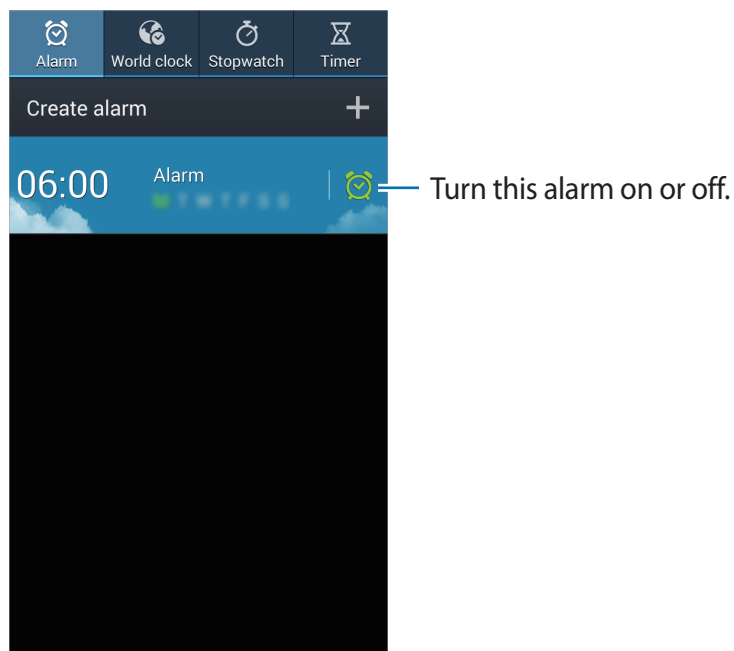 Alarm World clock Stopwatch Timer
Create alarm
06:00 Alarm
Turn this alarm on or off.
M T W T F S S